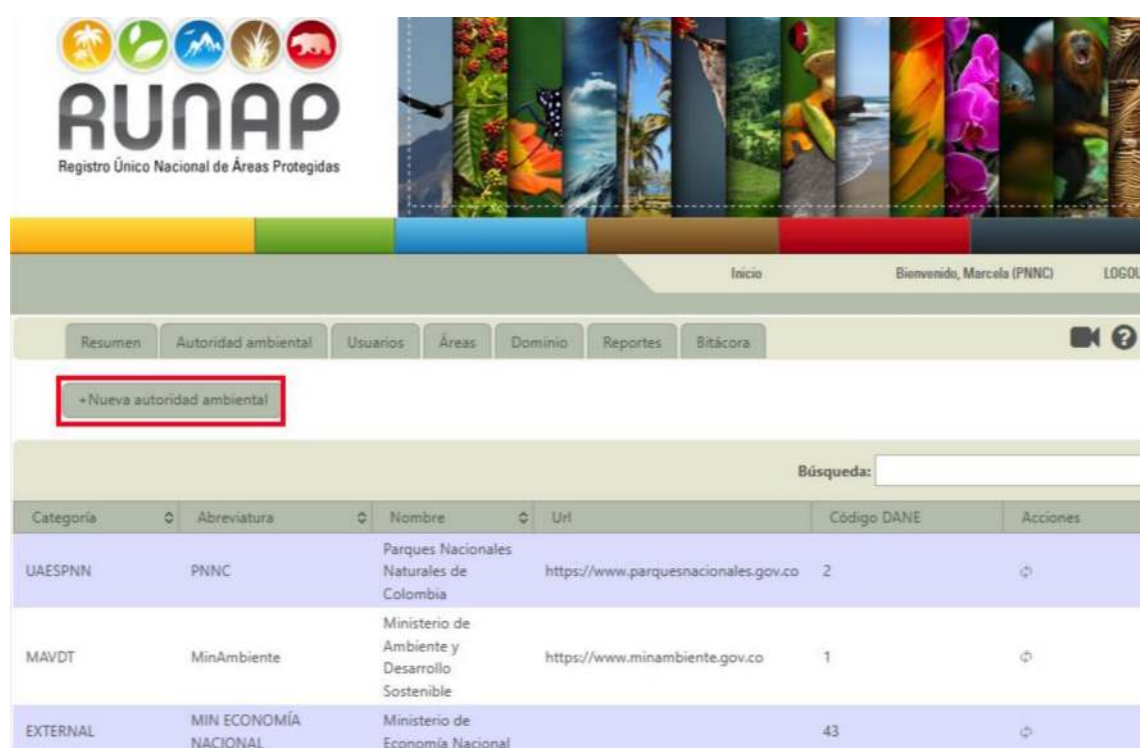 RUNAP
Registro Único Nacional de Áreas Protegidas
Inicio Bienvenido, Marcela (PNNC) LOGOU
Resumen Autoridad ambiental Usuarios Áreas Dominio Reportes Bitácora
+Nueva autoridad ambiental
Búsqueda:
Categoría Abreviatura Nombre Url Código DANE Acciones
Parques Nacionales
UAESPNN PNNC Naturales de https://www.parquesnacionales.gov.co 2
Colombia
Ministerio de
Ambiente y
MAVDT MinAmbiente https://www.minambiente.gov.co 1
Desarrollo
Sostenible
MIN ECONOMÍA Ministerio de
EXTERNAL 43
NACIONAL Economía Nacional